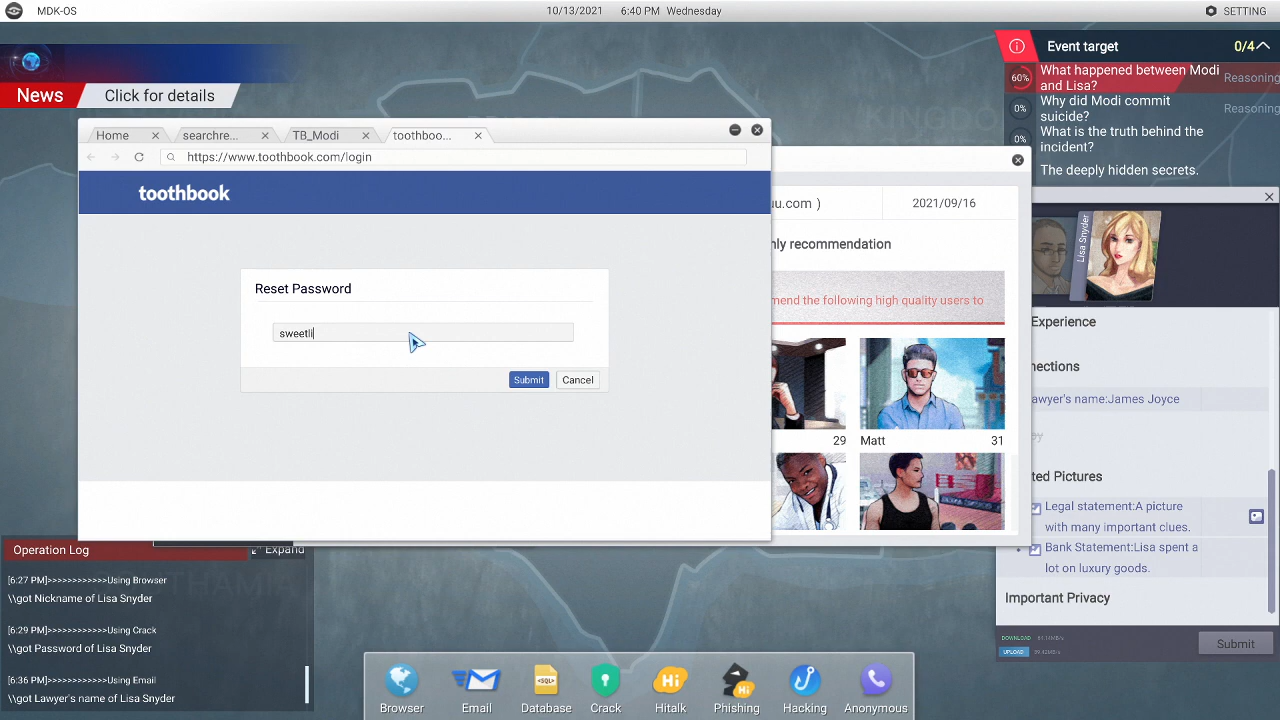 MDK-OS
10/13/2021 6:40 PM Wednesday
SETTING
Event target
0/4
60%
What happened between Modi
and Lisa?
Reasoning
0%
Why did Modi commit
suicide?
Reasoning
0%
What is the truth behind the
incident?
The deeply hidden secrets.
News
Click for details
Home
searchre...
TB_Modi
toothboo...
https://www.toothbook.com/login
toothbook
Reset Password
sweetli
Submit
Cancel
uu.com )
2021/09/16
nly recommendation
mend the following high quality users to
29
Matt
31
Lisa Snyder
Experience
nections
awyer's name:James Joyce
by
ted Pictures
Legal statement:A picture
with many important clues.
Bank Statement:Lisa spent a
lot on luxury goods.
Important Privacy
DOWNLOAD
UPLOAD
Submit
Operation Log
Expand
[6:27 PM]>>>>>>>>>>>>Using Browser
\\got Nickname of Lisa Snyder
[6:29 PM]>>>>>>>>>>>>Using Crack
\\got Password of Lisa Snyder
[6:36 PM]>>>>>>>>>>>>Using Email
\\got Lawyer's name of Lisa Snyder
Browser
Email
<SQL>
Database
Crack
Hi
Hitalk
Hi
Phishing
Hacking
Anonymous